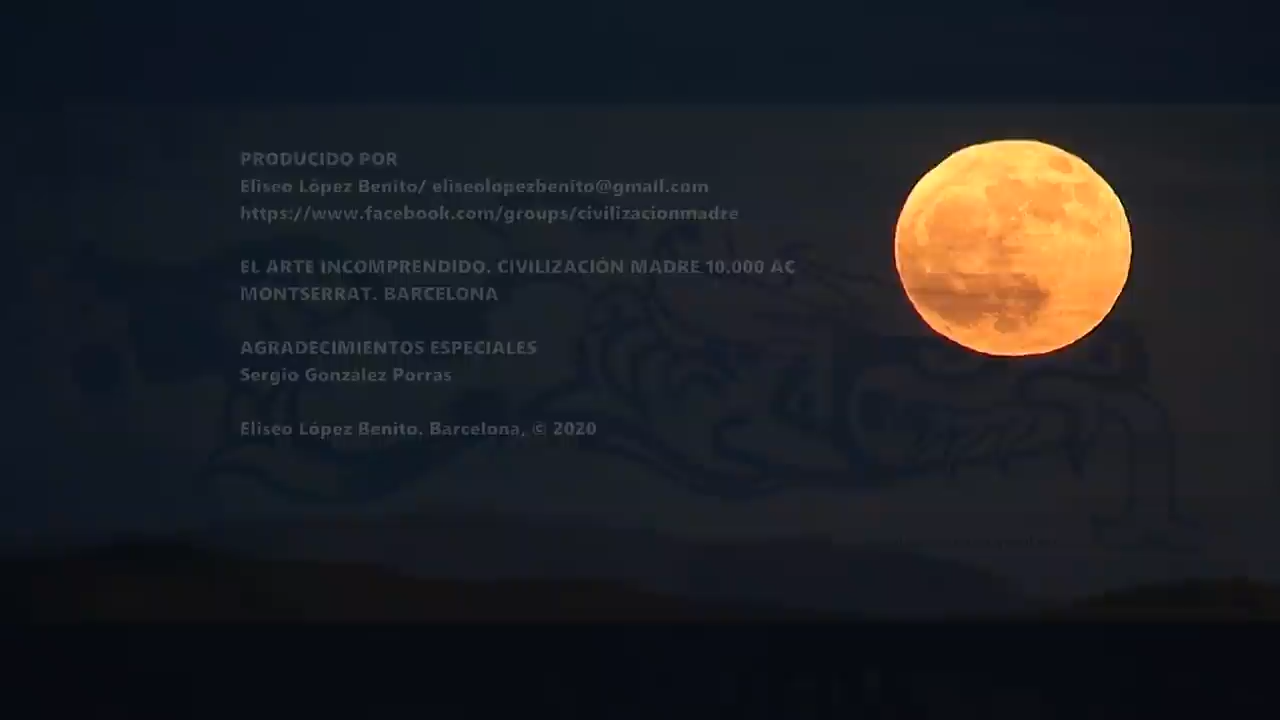 PRODUCIDO POR
Eliseo López Benito/ eliseolopezbenito@gmail.com
https://www.facebook.com/groups/civilizacionmadre
EL ARTE INCOMPRENDIDO. CIVILIZACIÓN MADRE 10.000 AC
MONTSERRAT. BARCELONA
AGRADECIMIENTOS ESPECIALES
Sergio González Porras
Eliseo López Benito. Barcelona, © 2020